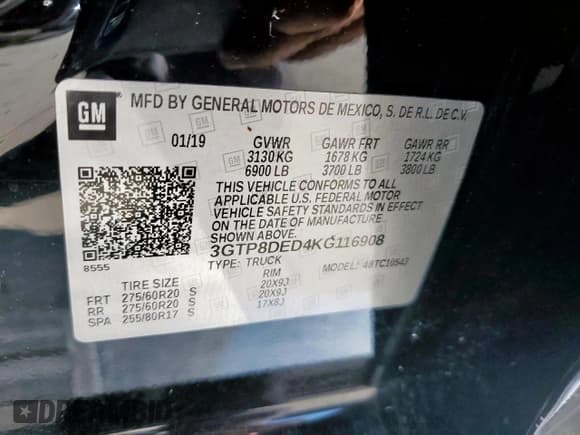 GM
MFD BY GENERAL MOTORS DE MEXICO, S. DE R.L. DE C.V.
01/19 GVWR GAWR FRT GAWR RR
3130 KG 1678 KG 1724 KG
6900 LB 3700 LB 3800 LB
THIS VEHICLE CONFORMS TO ALL
APPLICABLE U.S. FEDERAL MOTOR
VEHICLE SAFETY STANDARDS IN EFFECT
ON THE DATE OF MANUFACTURE
SHOWN ABOVE.
8555
3GTP8DED4KG116908
TYPE: TRUCK MODEL: 4BTC10543
TIRE SIZE RIM
FRT 275/60R20 S 20X9J
RR 275/60R20 S 20X9J
SPA 255/80R17 S 17X8J
DREAMBID